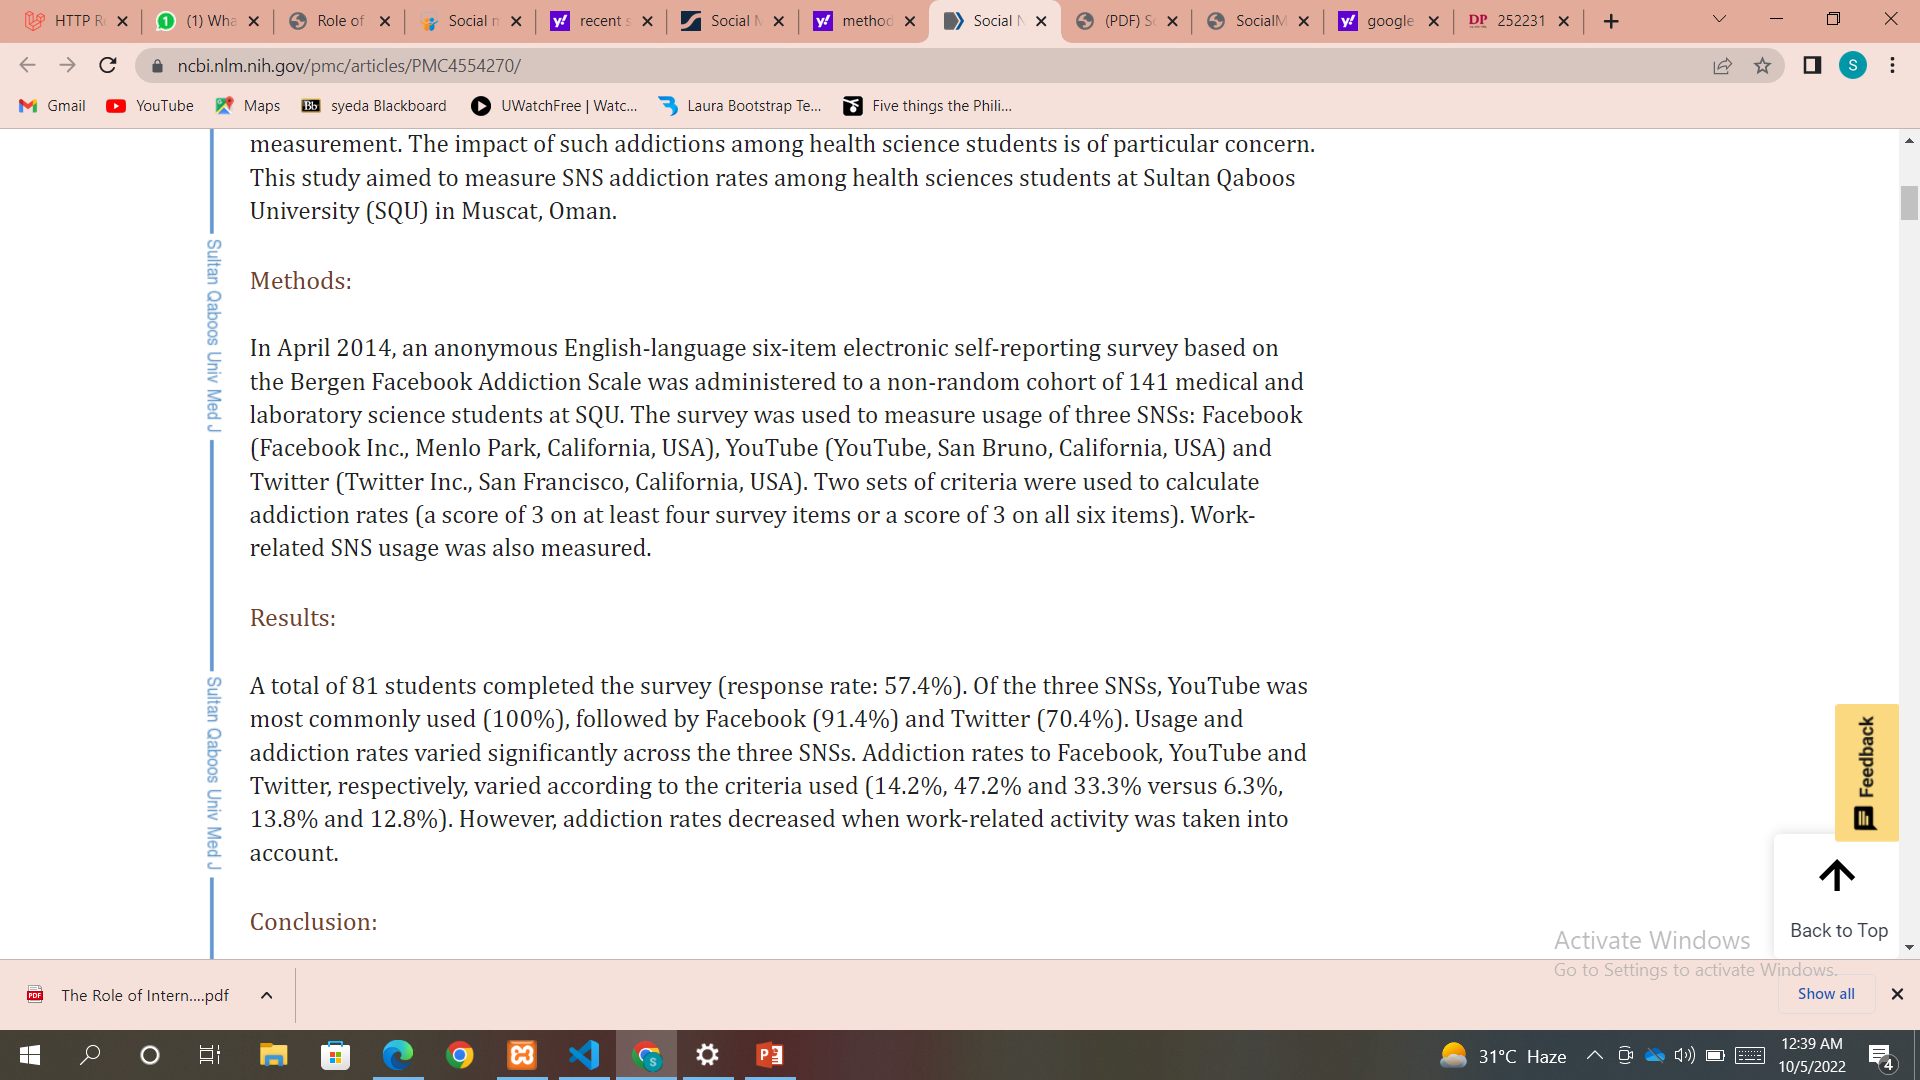 HTTP R
(1) Wha
Role of
Social m
recent s
Social M
method
Social N
(PDF) So
SocialM
google
DP
252231
ncbi.nlm.nih.gov/pmc/articles/PMC4554270/
S
Gmail
YouTube
Maps
Bb
syeda Blackboard
UWatchFree | Watc...
Laura Bootstrap Te...
Five things the Phili...
measurement. The impact of such addictions among health science students is of particular concern.
This study aimed to measure SNS addiction rates among health sciences students at Sultan Qaboos
University (SQU) in Muscat, Oman.
Sultan Qaboos Univ Med J
Methods:
In April 2014, an anonymous English-language six-item electronic self-reporting survey based on
the Bergen Facebook Addiction Scale was administered to a non-random cohort of 141 medical and
laboratory science students at SQU. The survey was used to measure usage of three SNSs: Facebook
(Facebook Inc., Menlo Park, California, USA), YouTube (YouTube, San Bruno, California, USA) and
Twitter (Twitter Inc., San Francisco, California, USA). Two sets of criteria were used to calculate
addiction rates (a score of 3 on at least four survey items or a score of 3 on all six items). Work-
related SNS usage was also measured.
Results:
Sultan Qaboos Univ Med J
A total of 81 students completed the survey (response rate: 57.4%). Of the three SNSs, YouTube was
most commonly used (100%), followed by Facebook (91.4%) and Twitter (70.4%). Usage and
addiction rates varied significantly across the three SNSs. Addiction rates to Facebook, YouTube and
Twitter, respectively, varied according to the criteria used (14.2%, 47.2% and 33.3% versus 6.3%,
13.8% and 12.8%). However, addiction rates decreased when work-related activity was taken into
account.
Conclusion:
Feedback
Back to Top
Activate Windows
Go to Settings to activate Windows.
PDF
The Role of Intern....pdf
Show all
31°C Haze
12:39 AM
10/5/2022
4